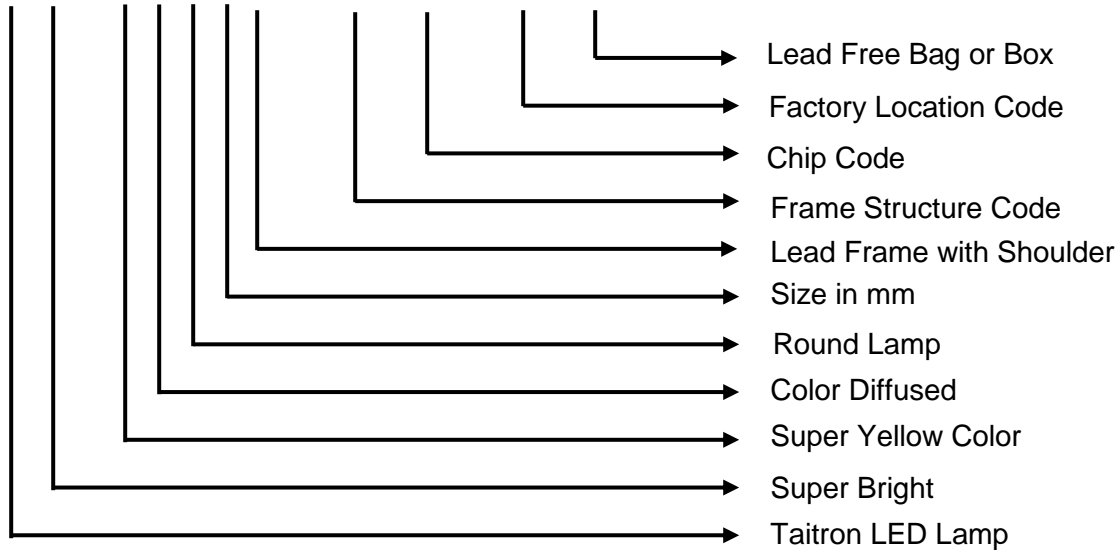 Lead Free Bag or Box
Factory Location Code
Chip Code
Frame Structure Code
Lead Frame with Shoulder
Size in mm
Round Lamp
Color Diffused
Super Yellow Color
Super Bright
Taitron LED Lamp